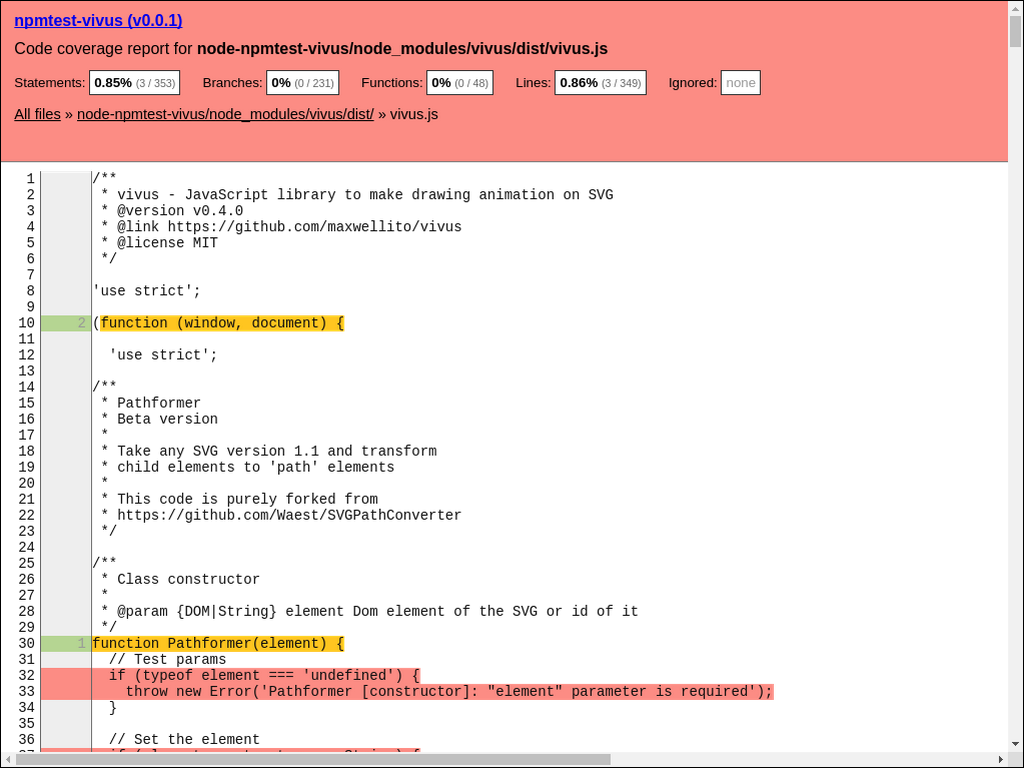 npmtest-vivus (v0.0.1)
Code coverage report for node-npmtest-vivus/node_modules/vivus/dist/vivus.js
Statements: 0.85% (3 / 353) Branches: 0% (0 / 231) Functions: 0% (0 / 48) Lines: 0.86% (3 / 349) Ignored: none
All files » node-npmtest-vivus/node_modules/vivus/dist/ » vivus.js
1 /**
2  * vivus - JavaScript library to make drawing animation on SVG
3  * @version v0.4.0
4  * @link https://github.com/maxwellito/vivus
5  * @license MIT
6  */
7
8 'use strict';
9
10 2 (function (window, document) {
11
12   'use strict';
13
14 /**
15  * Pathformer
16  * Beta version
17  *
18  * Take any SVG version 1.1 and transform
19  * child elements to 'path' elements
20  *
21  * This code is purely forked from
22  * https://github.com/Waest/SVGPathConverter
23  */
24
25 /**
26  * Class constructor
27  *
28  * @param {DOM|String} element Dom element of the SVG or id of it
29  */
30 1 function Pathformer(element) {
31   // Test params
32   if (typeof element === 'undefined') {
33     throw new Error('Pathformer [constructor]: "element" parameter is required');
34   }
35
36   // Set the element